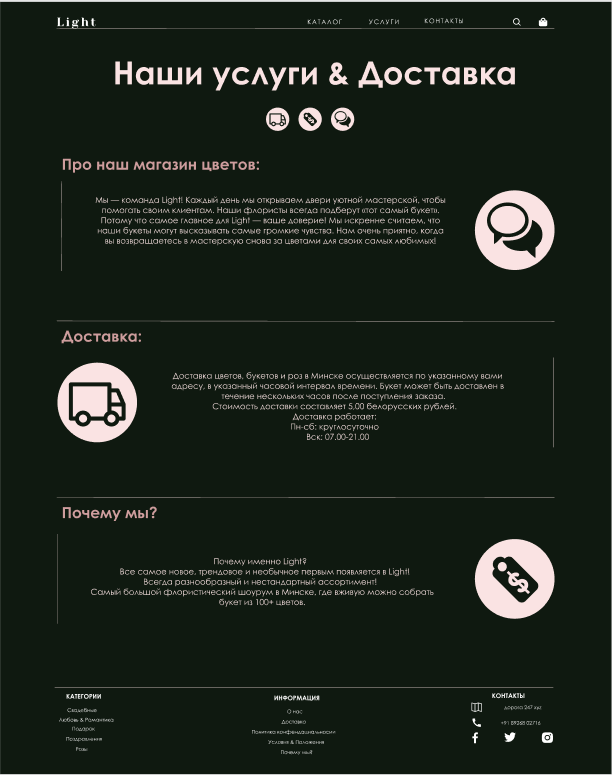 Light
КАТАЛОГ УСЛУГИ КОНТАКТЫ
Наши услуги & Доставка
Про наш магазин цветов:
Мы — команда Light! Каждый день мы открываем двери уютной мастерской, чтобы
помогать своим клиентам. Наши флористы всегда подберут «тот самый букет».
Потому что самое главное для Light — ваше доверие! Мы искренне считаем, что
наши букеты могут высказывать самые громкие чувства. Нам очень приятно, когда
вы возвращаетесь в мастерскую снова за цветами для своих самых любимых!
Доставка:
Доставка цветов, букетов и роз в Минске осуществляется по указанному вами
адресу, в указанный часовой интервал времени. Букет может быть доставлен в
течение нескольких часов после поступления заказа.
Стоимость доставки составляет 5,00 белорусских рублей.
Доставка работает:
Пн-сб: круглосуточно
Вск: 07.00-21.00
Почему мы?
Почему именно Light?
Все самое новое, трендовое и необычное первым появляется в Light!
Всегда разнообразный и нестандартный ассортимент!
Самый большой флористический шоурум в Минске, где вживую можно собрать
букет из 100+ цветов.
КАТЕГОРИИ
Свадебные
Любовь & Романтика
Подарок
Поздравления
Розы
ИНФОРМАЦИЯ
О нас
Доставка
Политика конфендациальносии
Условия & Положения
Почему мы?
КОНТАКТЫ
дорога 247 хдс
+91 89268 02716